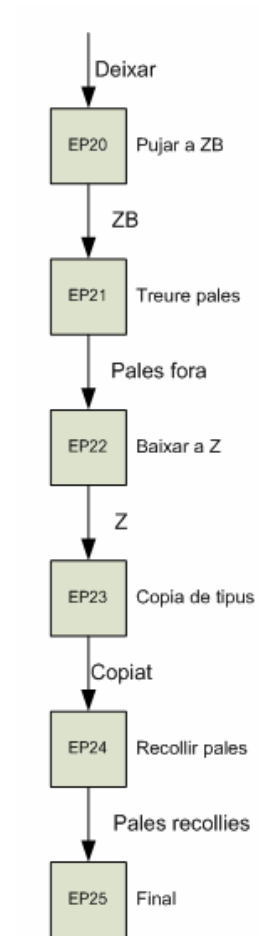 Deixar
EP20 Pujar a ZB
ZB
EP21 Treure pales
Pales fora
EP22 Baixar a Z
Z
EP23 Copia de tipus
Copiat
EP24 Recollir pales
Pales recollies
EP25 Final